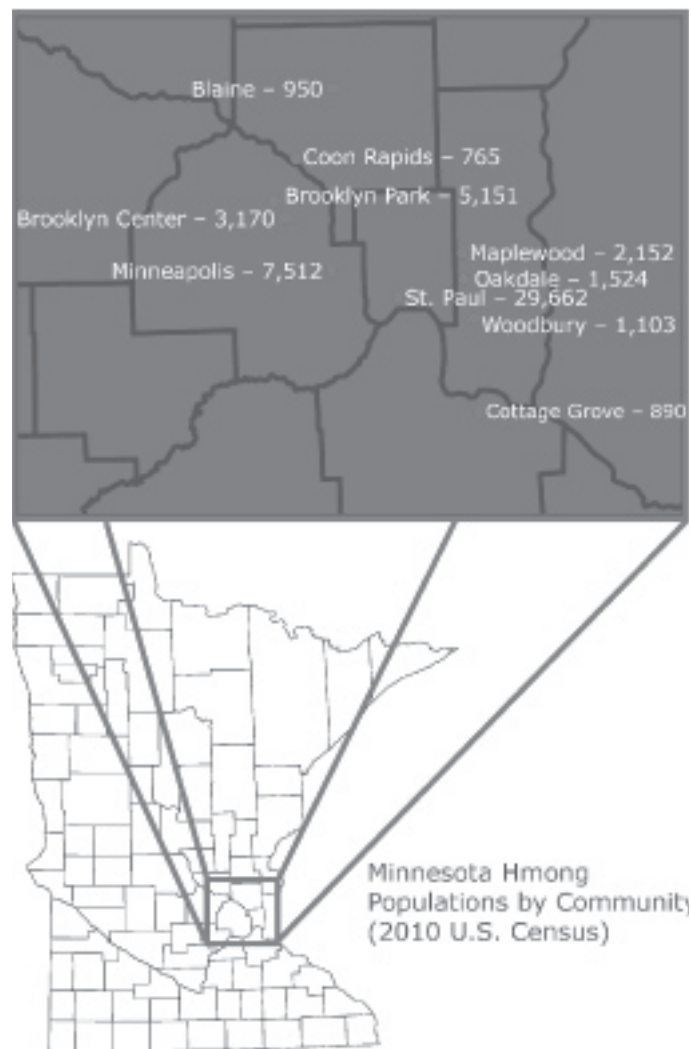 Blaine – 950
Coon Rapids – 765
Brooklyn Park – 5,151
Brooklyn Center – 3,170
Minneapolis – 7,512
Maplewood – 2,152
Oakdale – 1,524
St. Paul – 29,662
Woodbury – 1,103
Cottage Grove – 890
Minnesota Hmong
Populations by Community
(2010 U.S. Census)